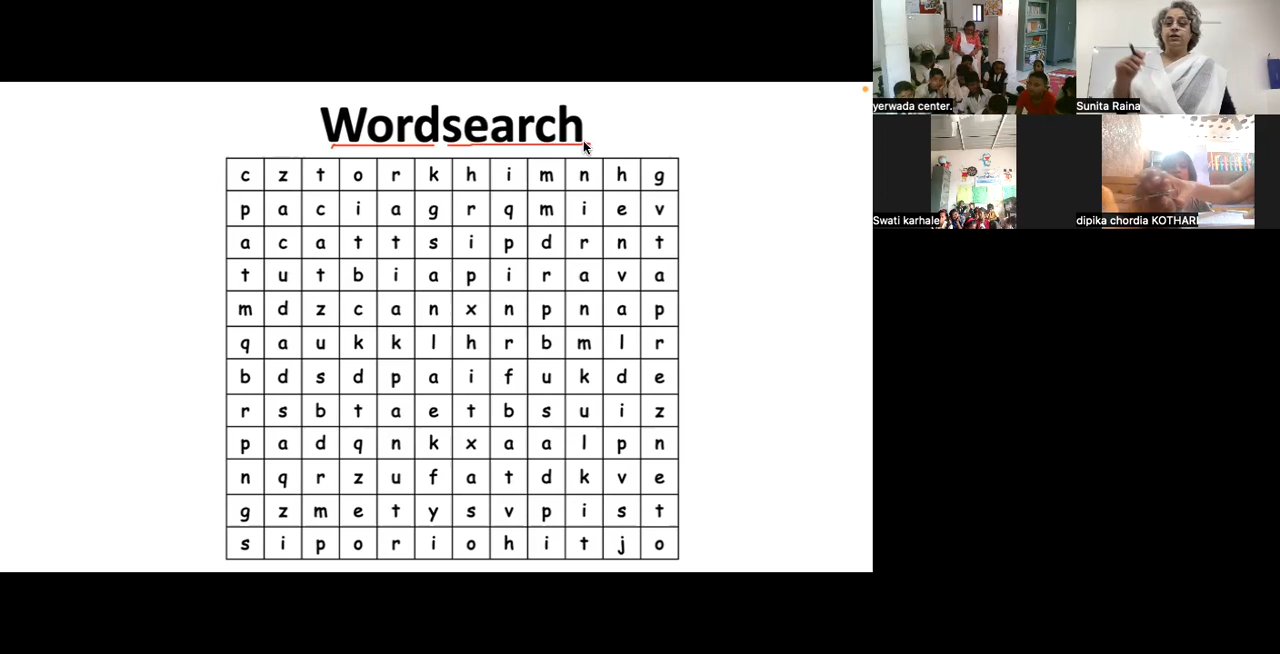 Wordsearch
c z t o r k h i m n h g
p a c i a g r q m i e v
a c a t t s i p d r n t
t u t b i a p i r a v a
m d z c a n x n p n a p
q a u k k l h r b m l r
b d s d p a i f u k d e
r s b t a e t b s u i z
p a d q n k x a a l p n
n q r z u f a t d k v e
g z m e t y s v p i s t
s i p o r i o h i t j o
yerwada center.
Sunita Raina
Swati karhale
dipika chordia KOTHARI